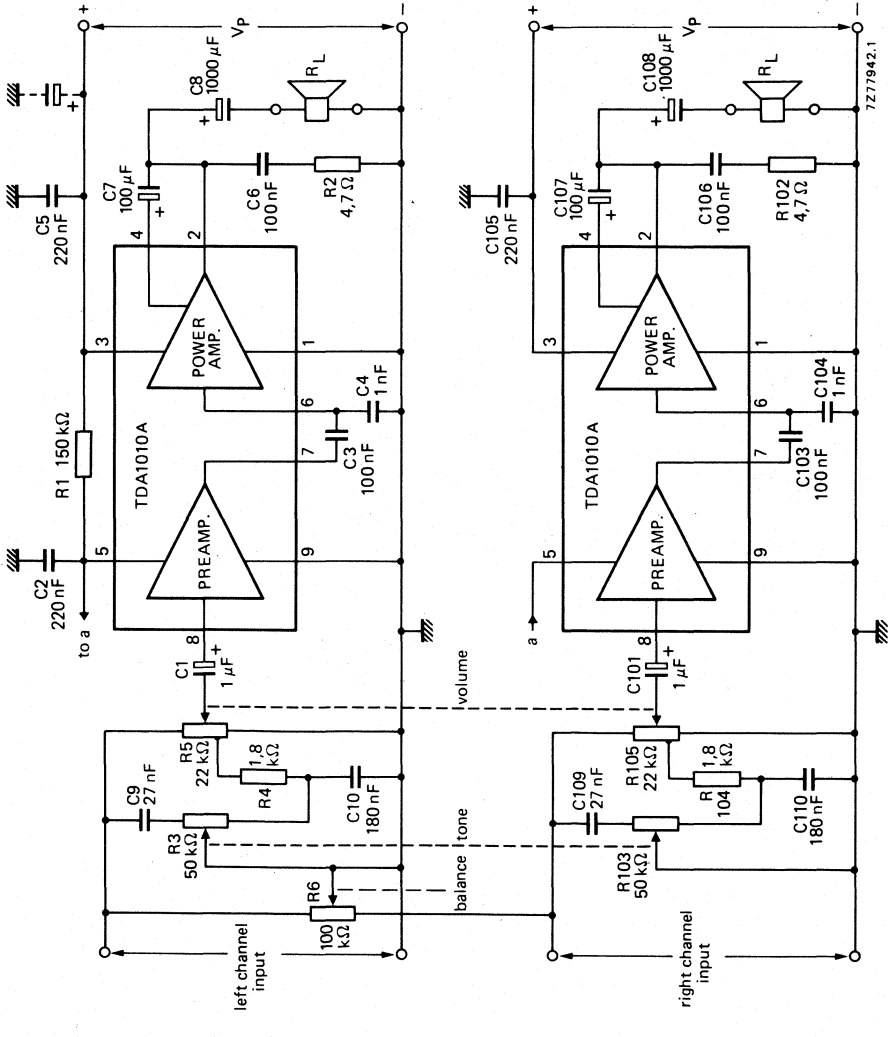 left channel
input
right channel
input
R6
100
kΩ
balance
R3
50 kΩ
tone
C9
27 nF
C10
180 nF
R4
1,8
kΩ
R5
22 kΩ
volume
C1
1 μF
+
8
to a
C2
220 nF
5
9
PREAMP.
TDA1010A
R1 150 kΩ
7
C3
100 nF
6
C4
1 nF
3
1
POWER
AMP.
4
2
C5
220 nF
C7
100 μF
+
C6
100 nF
R2
4,7 Ω
C8
1000 μF
+
RL
+
+
VP
−
R103
50 kΩ
C109
27 nF
C110
180 nF
R
104
1,8
kΩ
R105
22 kΩ
C101
1 μF
+
8
a
5
9
PREAMP.
TDA1010A
7
C103
100 nF
6
C104
1 nF
3
1
POWER
AMP.
4
2
C105
220 nF
C107
100 μF
+
C106
100 nF
R102
4,7 Ω
C108
1000 μF
+
RL
+
VP
−
7Z77942.1